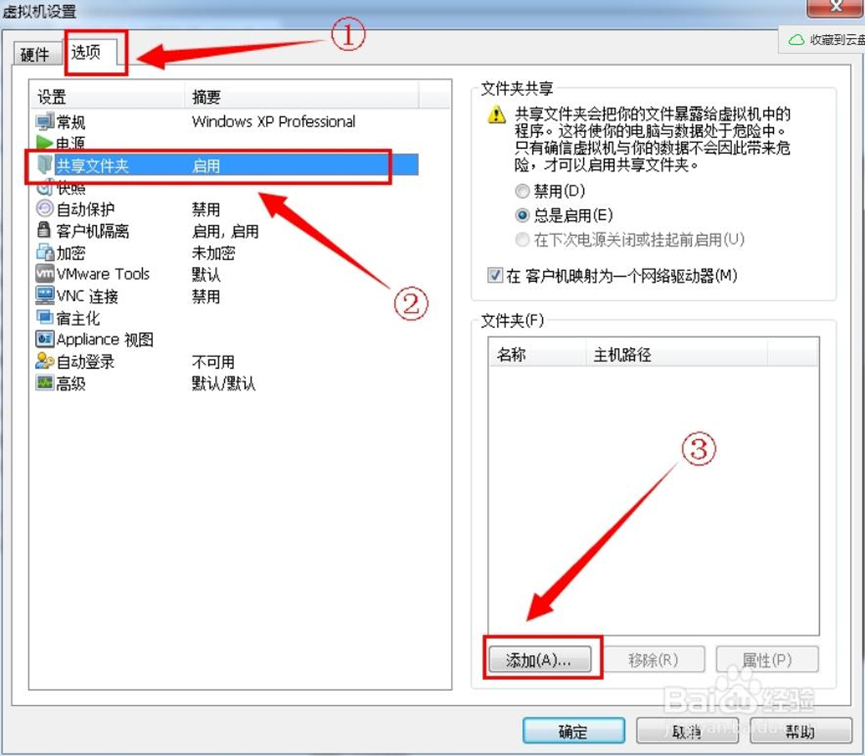 虚拟机设置
收藏到云盘
①
硬件 选项
设置 摘要
常规 Windows XP Professional
电源
共享文件夹 启用
快照
自动保护 禁用
客户机隔离 启用, 启用
加密 未加密
VMware Tools 默认
VNC 连接 禁用
宿主化
Appliance 视图
自动登录 不可用
高级 默认/默认
②
文件夹共享
共享文件夹会把你的文件暴露给虚拟机中的
程序。这将使你的电脑与数据处于危险中。
只有确信虚拟机与你的数据不会因此带来危
险，才可以启用共享文件夹。
禁用(D)
总是启用(E)
在下次电源关闭或挂起前启用(U)
在 客户机映射为一个网络驱动器(M)
文件夹(F)
名称 主机路径
③
添加(A)... 移除(R) 属性(P)
Baidu 经验
确定 取消 帮助